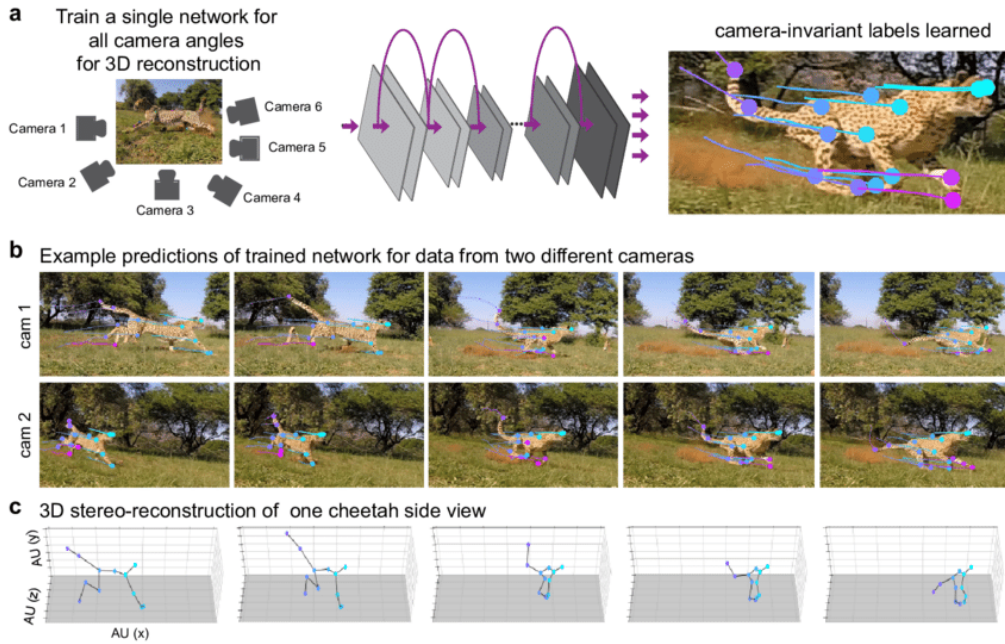 a
Train a single network for
all camera angles
for 3D reconstruction
camera-invariant labels learned
Camera 1
Camera 2
Camera 3
Camera 4
Camera 5
Camera 6
b
Example predictions of trained network for data from two different cameras
cam 1
cam 2
c
3D stereo-reconstruction of one cheetah side view
AU (y)
AU (z)
AU (x)